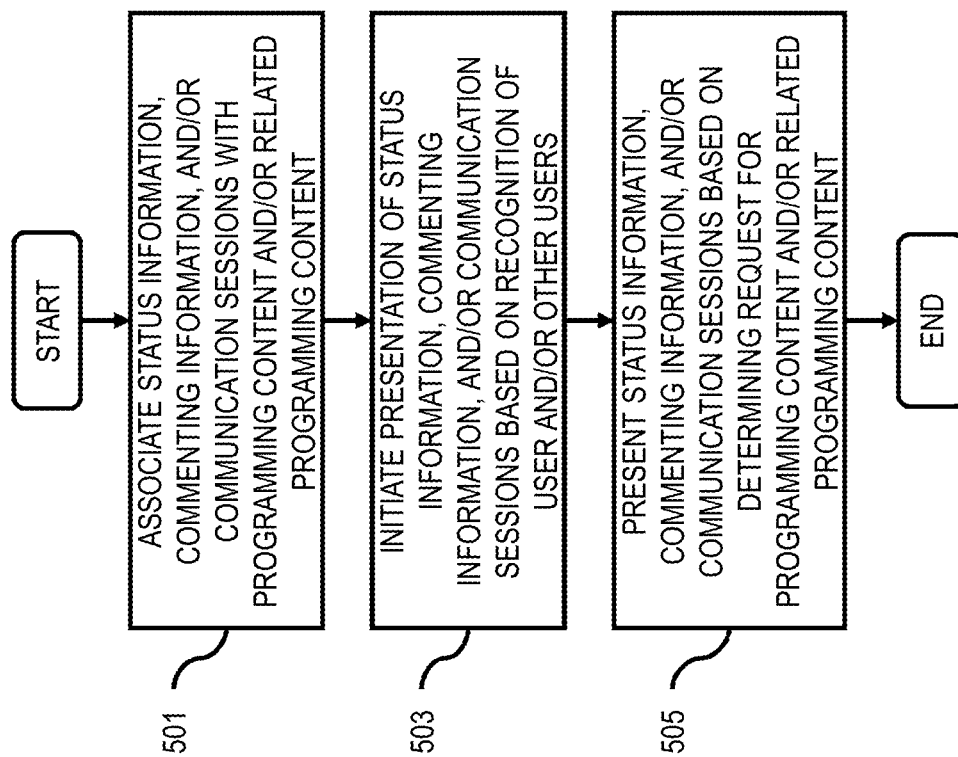 START
501
ASSOCIATE STATUS INFORMATION,
COMMENTING INFORMATION, AND/OR
COMMUNICATION SESSIONS WITH
PROGRAMMING CONTENT AND/OR RELATED
PROGRAMMING CONTENT
503
INITIATE PRESENTATION OF STATUS
INFORMATION, COMMENTING
INFORMATION, AND/OR COMMUNICATION
SESSIONS BASED ON RECOGNITION OF
USER AND/OR OTHER USERS
505
PRESENT STATUS INFORMATION,
COMMENTING INFORMATION, AND/OR
COMMUNICATION SESSIONS BASED ON
DETERMINING REQUEST FOR
PROGRAMING CONTENT AND/OR RELATED
PROGRAMMING CONTENT
END